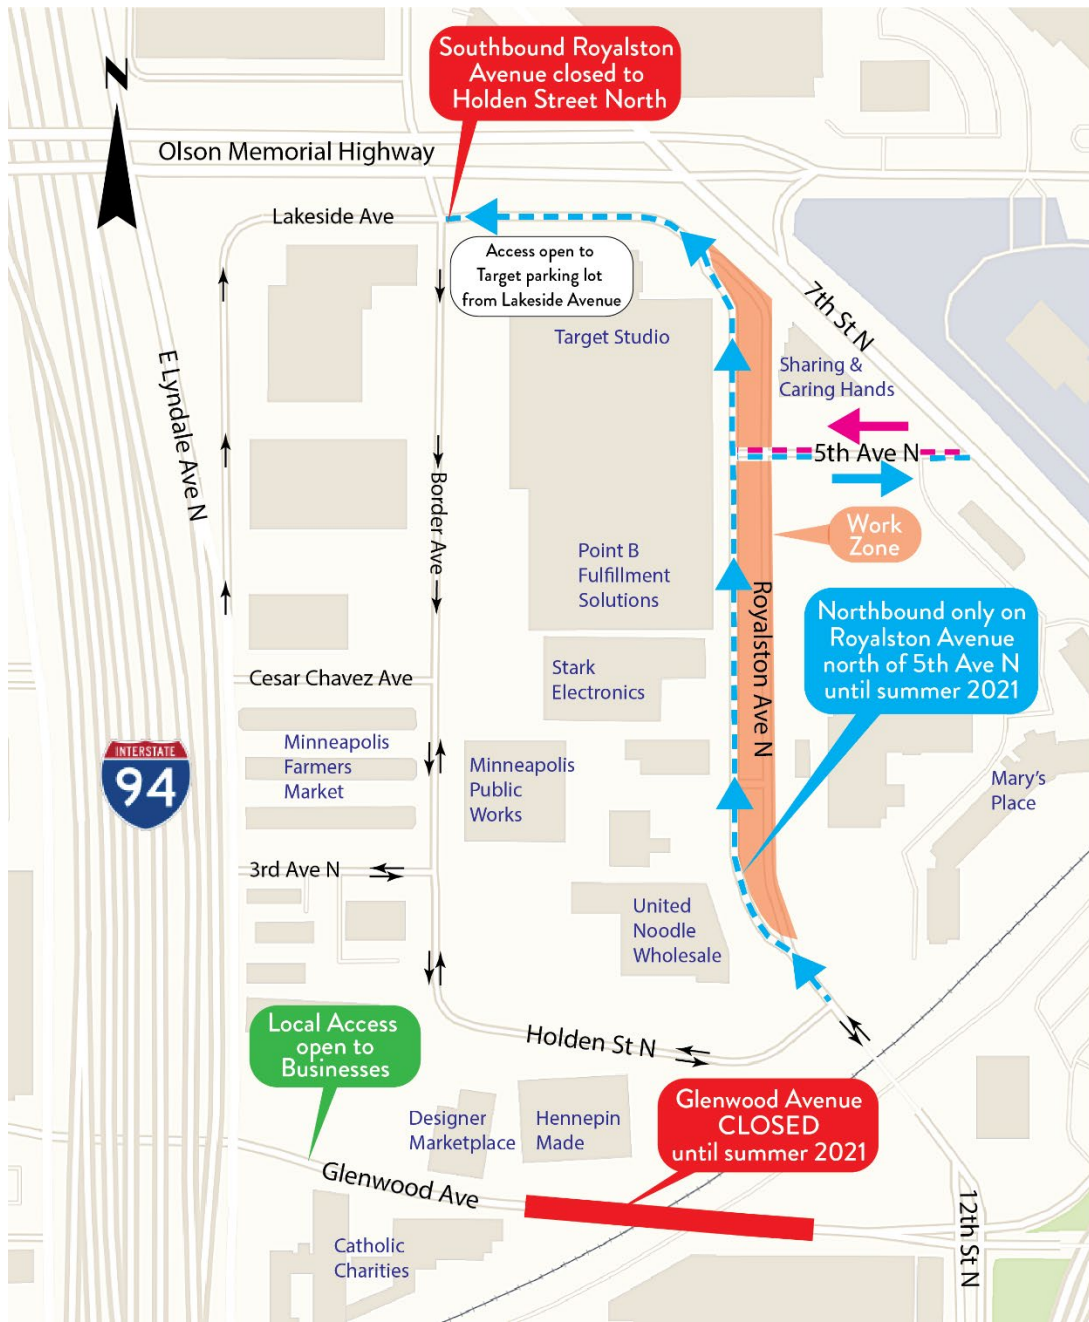 Southbound Royalston
Avenue closed to
Holden Street North
N
Olson Memorial Highway
Lakeside Ave
Access open to
Target parking lot
from Lakeside Avenue
7th St N
Target Studio
Sharing &
Caring Hands
E Lyndale Ave N
5th Ave N
Border Ave
Work
Zone
Point B
Fulfillment
Solutions
Royalston Ave N
Northbound only on
Royalston Avenue
north of 5th Ave N
until summer 2021
Stark
Electronics
Cesar Chavez Ave
Minneapolis
Farmers
Market
INTERSTATE
94
Minneapolis
Public
Works
Mary's
Place
3rd Ave N
United
Noodle
Wholesale
Local Access
open to
Businesses
Holden St N
Designer
Marketplace
Hennepin
Made
Glenwood Avenue
CLOSED
until summer 2021
Glenwood Ave
12th St N
Catholic
Charities